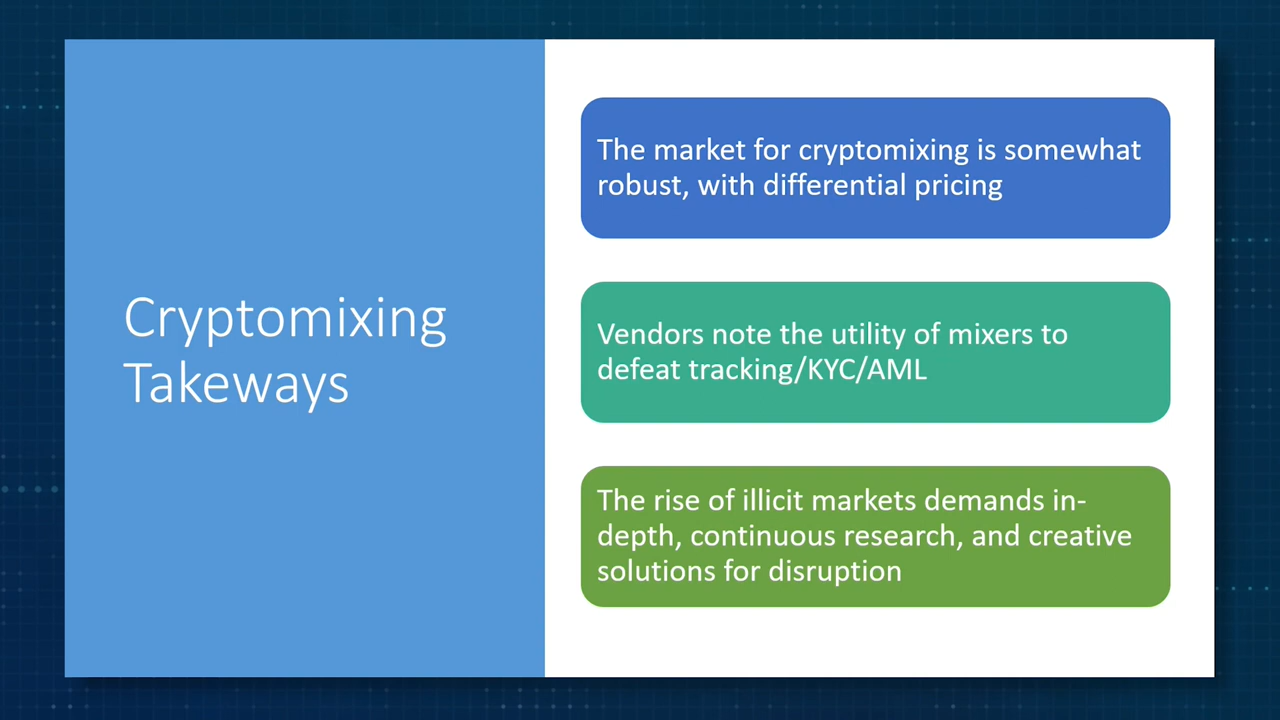 Cryptomixing
Takeways
The market for cryptomixing is somewhat
robust, with differential pricing
Vendors note the utility of mixers to
defeat tracking/KYC/AML
The rise of illicit markets demands in-
depth, continuous research, and creative
solutions for disruption